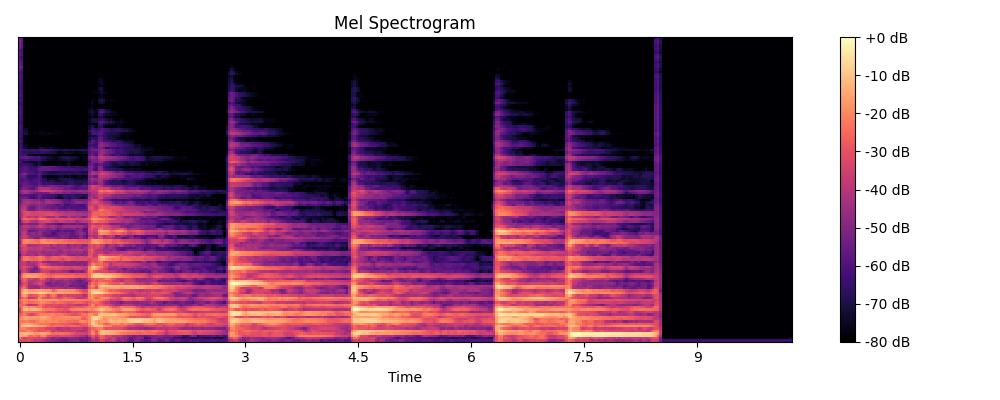 Mel Spectrogram
+0 dB
-10 dB
-20 dB
-30 dB
-40 dB
-50 dB
-60 dB
-70 dB
-80 dB
0 1.5 3 4.5 6 7.5 9
Time